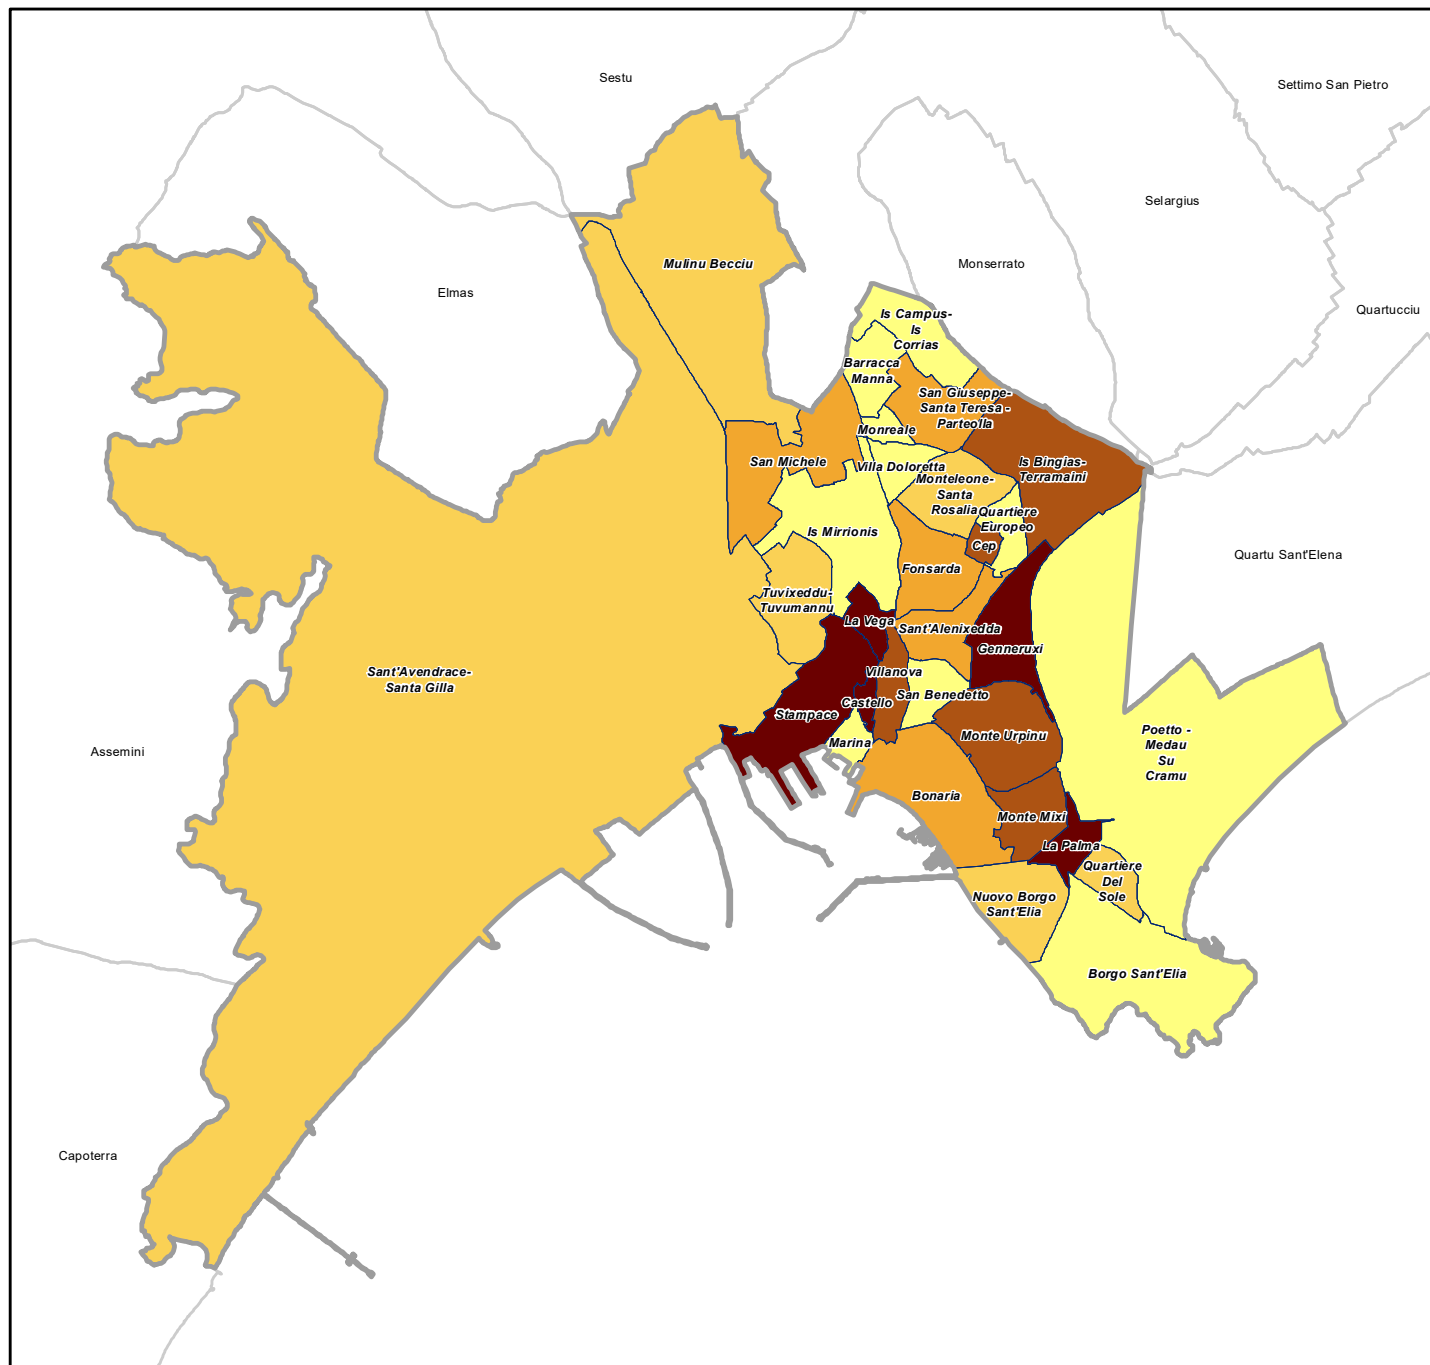 Sestu
Settimo San Pietro
Selargius
Mulinu Becciu
Monserrato
Elmas
Quartucciu
Is Campus-
Is
Corrias
Barracca
Manna
San Giuseppe-
Santa Teresa -
Parteolla
Monreale
San Michele
Villa Doloretta
Is Bingias-
Terramaini
Monteleone-
Santa
Rosalia
Quartiere
Europeo
Is Mirrionis
Cep
Quartu Sant'Elena
Fonsarda
Tuvixeddu-
Tuvumannu
La Vega
Sant'Alenixedda
Genneruxi
Sant'Avendrace-
Santa Gilla
Villanova
San Benedetto
Castello
Stampace
Marina
Monte Urpinu
Poetto -
Medau
Su
Cramu
Assemini
Bonaria
Monte Mixi
La Palma
Quartiere
Del
Sole
Nuovo Borgo
Sant'Elia
Borgo Sant'Elia
Capoterra